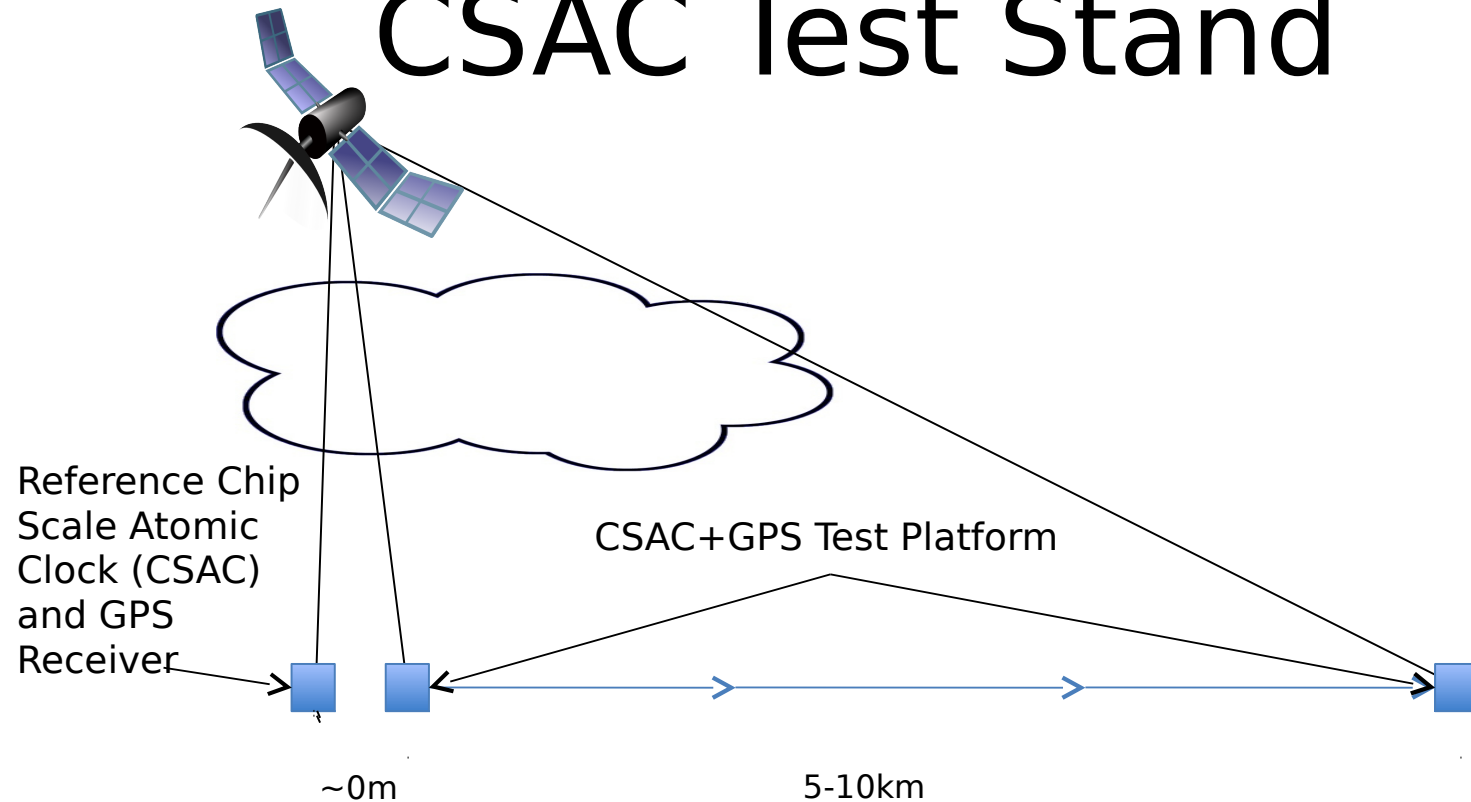 CSAC Test Stand
Reference Chip
Scale Atomic
Clock (CSAC)
and GPS
Receiver
CSAC+GPS Test Platform
~0m
5-10km